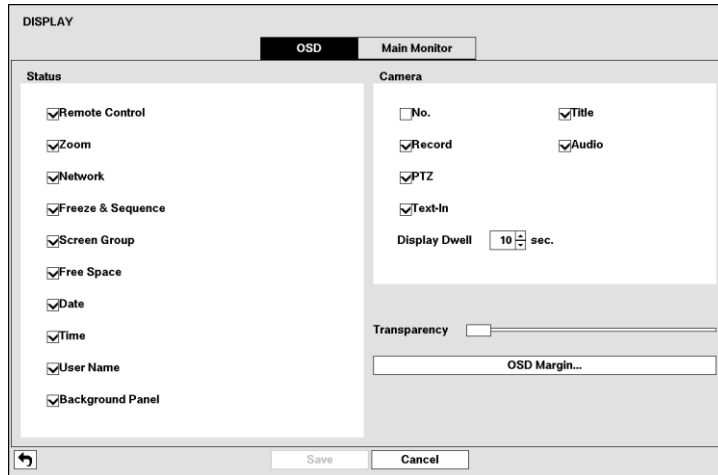 DISPLAY
OSD
Main Monitor
Status
Remote Control
Zoom
Network
Freeze & Sequence
Screen Group
Free Space
Date
Time
User Name
Background Panel
Camera
No.
Title
Record
Audio
PTZ
Text-In
Display Dwell 10 sec.
Transparency
OSD Margin...
Save
Cancel